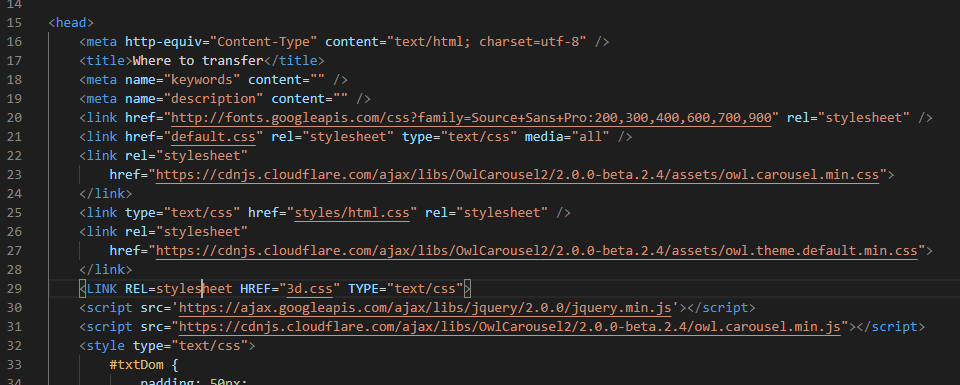 14
15 <head>
16 <meta http-equiv="Content-Type" content="text/html; charset=utf-8" />
17 <title>Where to transfer</title>
18 <meta name="keywords" content="" />
19 <meta name="description" content="" />
20 <link href="http://fonts.googleapis.com/css?family=Source+Sans+Pro:200,300,400,600,700,900" rel="stylesheet" />
21 <link href="default.css" rel="stylesheet" type="text/css" media="all" />
22 <link rel="stylesheet"
23 href="https://cdnjs.cloudflare.com/ajax/libs/OwlCarousel2/2.0.0-beta.2.4/assets/owl.carousel.min.css">
24 </link>
25 <link type="text/css" href="styles/html.css" rel="stylesheet" />
26 <link rel="stylesheet"
27 href="https://cdnjs.cloudflare.com/ajax/libs/OwlCarousel2/2.0.0-beta.2.4/assets/owl.theme.default.min.css">
28 </link>
29 <LINK REL=stylesheet HREF="3d.css" TYPE="text/css">
30 <script src='https://ajax.googleapis.com/ajax/libs/jquery/2.0.0/jquery.min.js'></script>
31 <script src="https://cdnjs.cloudflare.com/ajax/libs/OwlCarousel2/2.0.0-beta.2.4/owl.carousel.min.js"></script>
32 <style type="text/css">
33 #txtDom {
34 padding: 50px;